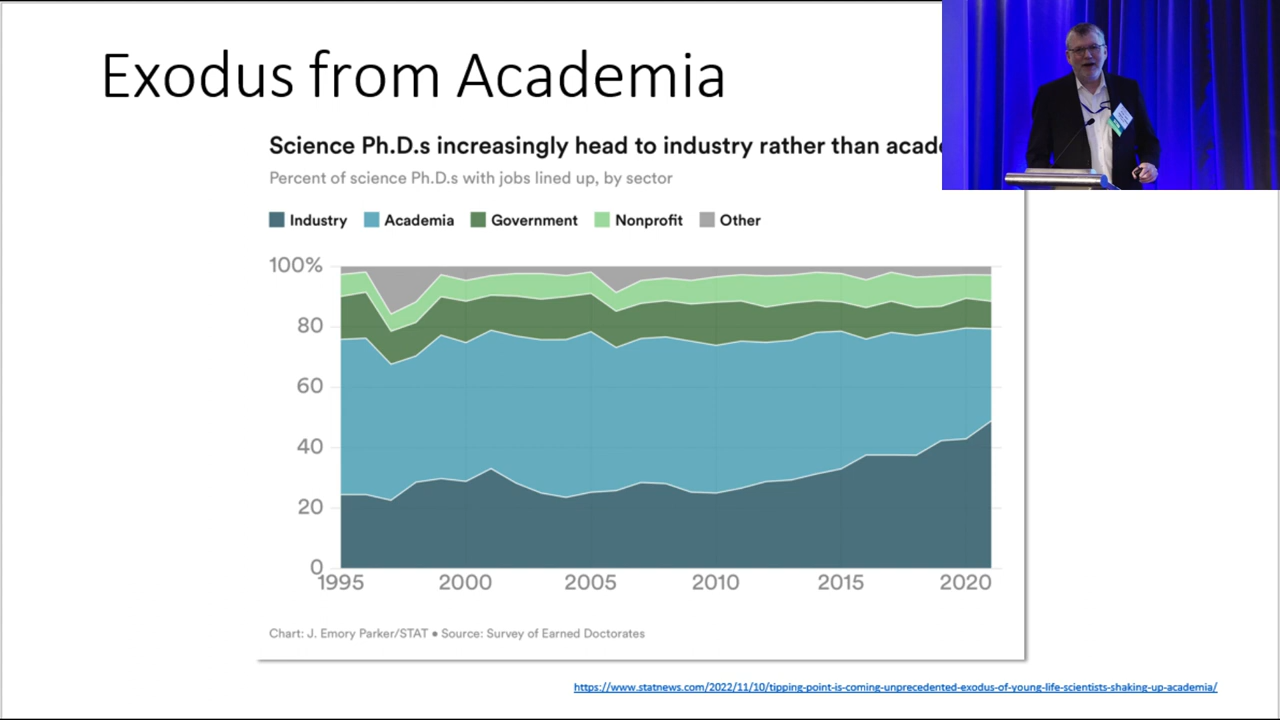 Exodus from Academia
Science Ph.D.s increasingly head to industry rather than
Percent of science Ph.D.s with jobs lined up, by sector
Industry Academia Government Nonprofit Other
100%
80
60
40
20
0
1995 2000 2005 2010 2015 2020
Chart: J. Emory Parker/STAT • Source: Survey of Earned Doctorates
https://www.statnews.com/2022/11/10/tipping-point-is-coming-unprecedented-exodus-of-young-life-scientists-shaking-up-academia/